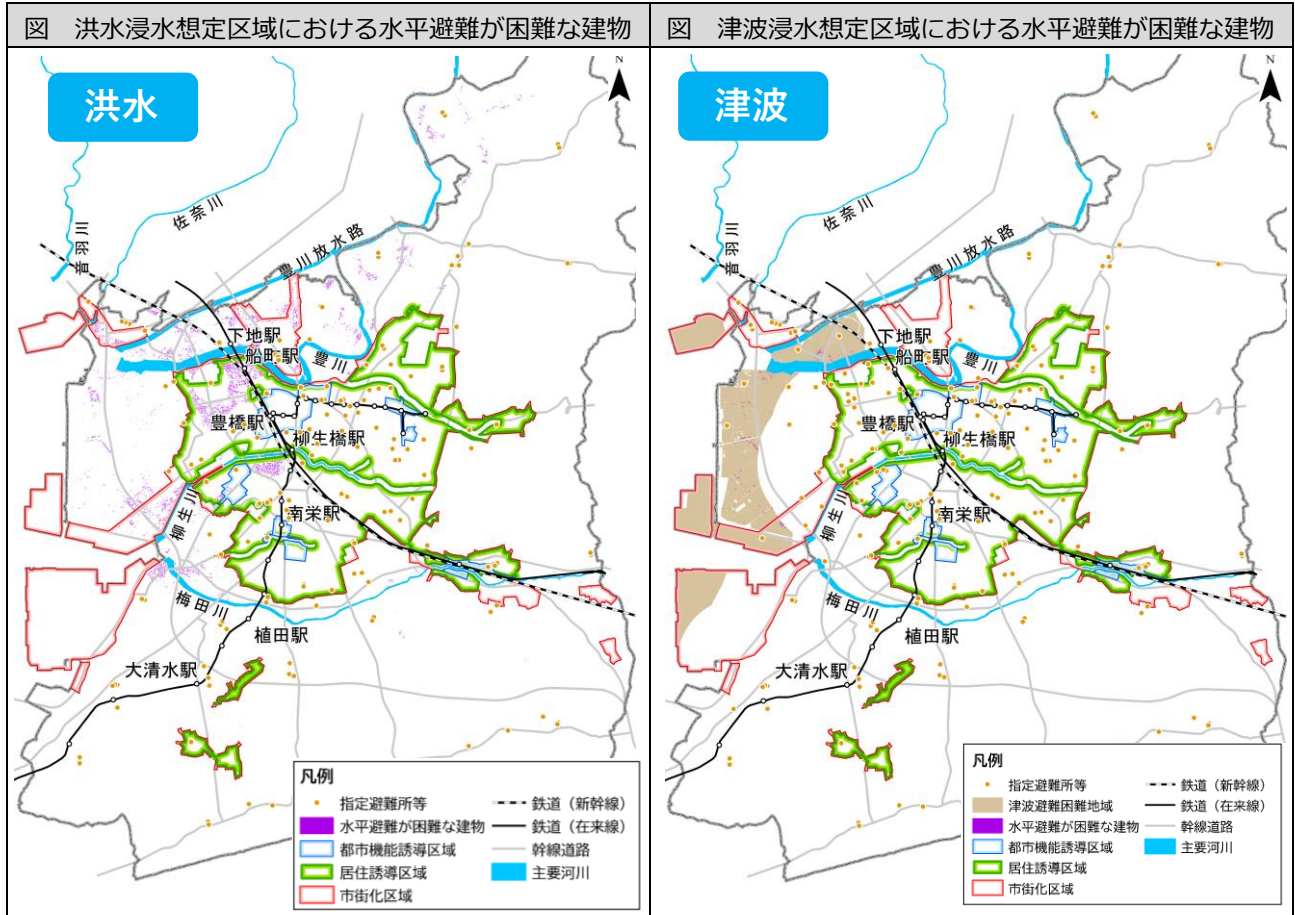 図 洪水浸水想定区域における水平避難が困難な建物
洪水
N
音羽川
佐奈川
豊川放水路
下地駅
船町駅
豊川
豊橋駅
柳生橋駅
柳生川
南栄駅
梅田川
植田駅
大清水駅
凡例
指定避難所等
水平避難が困難な建物
都市機能誘導区域
居住誘導区域
市街化区域
鉄道（新幹線）
鉄道（在来線）
幹線道路
主要河川
図 津波浸水想定区域における水平避難が困難な建物
津波
N
音羽川
佐奈川
豊川放水路
下地駅
船町駅
豊川
豊橋駅
柳生橋駅
柳生川
南栄駅
梅田川
植田駅
大清水駅
凡例
指定避難所等
津波避難困難地域
水平避難が困難な建物
都市機能誘導区域
居住誘導区域
市街化区域
鉄道（新幹線）
鉄道（在来線）
幹線道路
主要河川